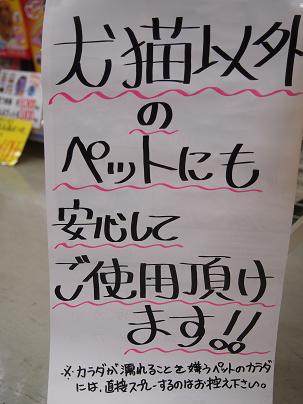 犬猫以外
の
ペットにも
安心して
ご使用頂け
ます!!
※カラダが濡れることを嫌うペットのカラダ
には、直接スプレーするのはお控え下さい。